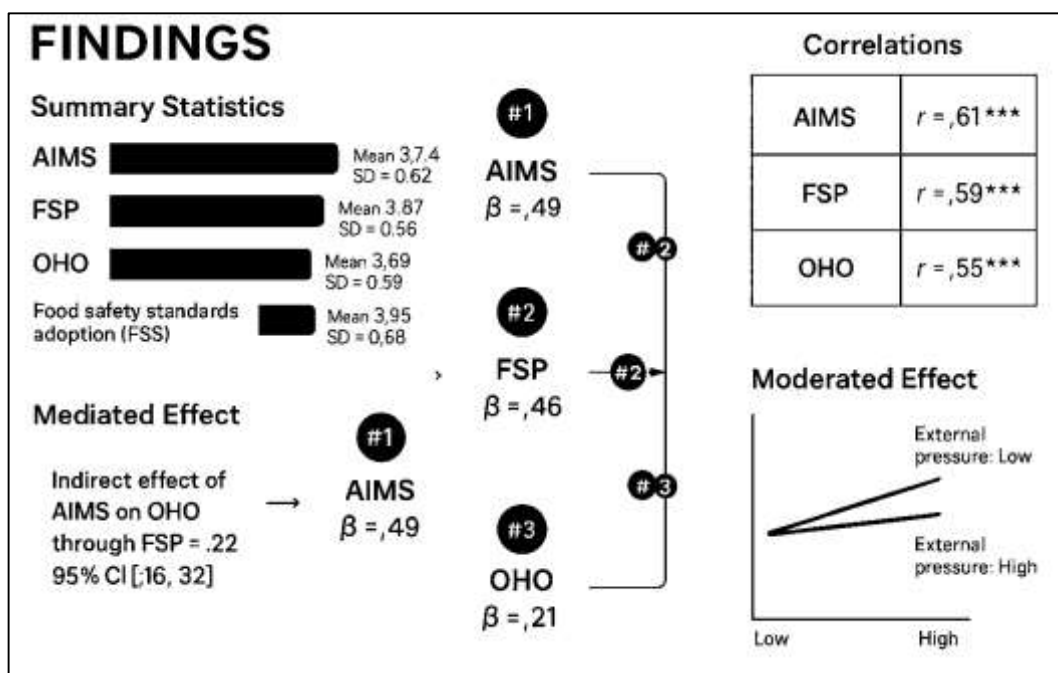 FINDINGS
Summary Statistics
AIMS
Mean 3,7.4
SD = 0.62
FSP
Mean 3.87
SD = 0.56
OHO
Mean 3,69
SD = 0.59
Food safety standards
adoption (FSS)
Mean 3,95
SD = 0,68
Mediated Effect
Indirect effect of
AIMS on OHO
through FSP = .22
95% CI [;16, 32]
#1
AIMS
β = ,49
#1
AIMS
β = ,49
#2
FSP
β = ,46
#3
OHO
β = ,21
# 2
#2
# 3
Correlations
AIMS r = ,61 ***
FSP r = ,59 ***
OHO r = ,55 ***
Moderated Effect
External
pressure: Low
External
pressure: High
Low High